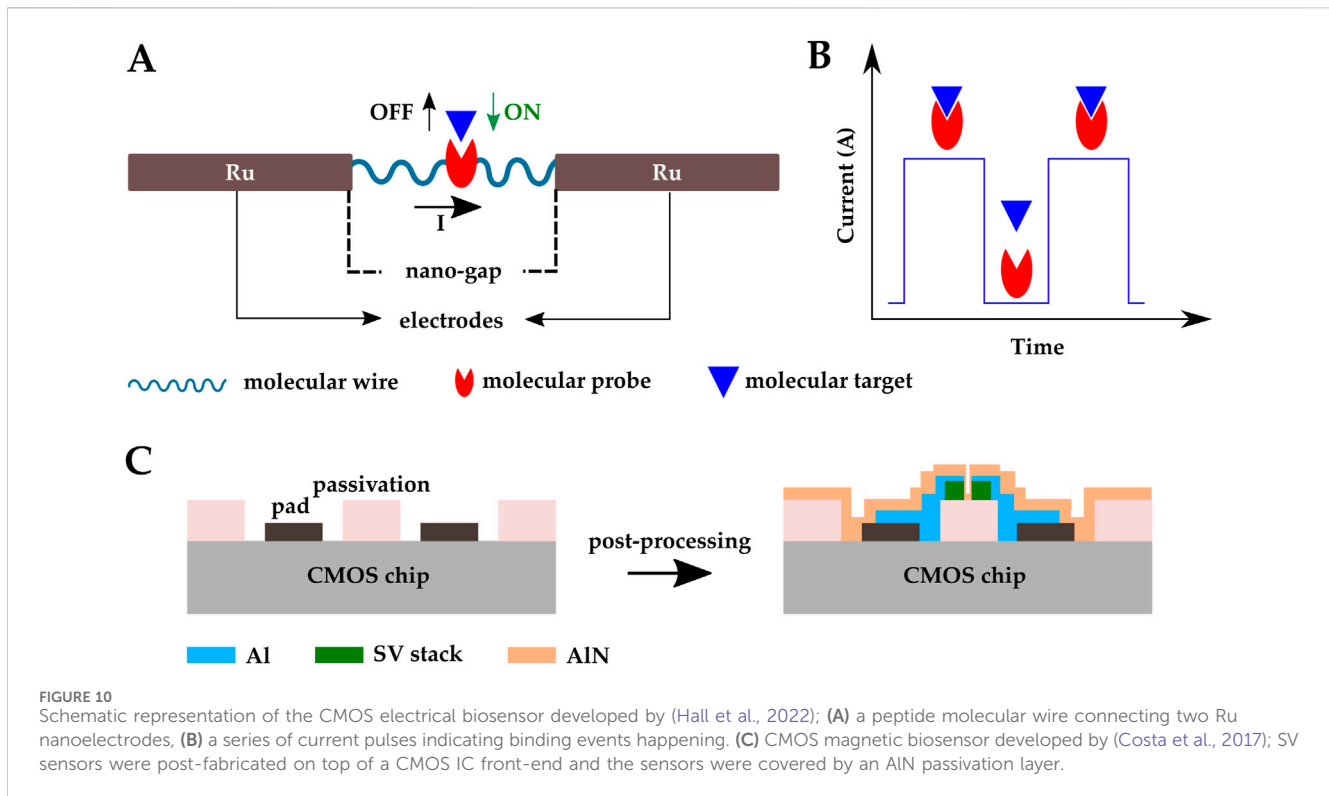 A
OFF
ON
Ru
Ru
I
nano-gap
electrodes
B
Current (A)
Time
molecular wire
molecular probe
molecular target
C
passivation
pad
CMOS chip
post-processing
CMOS chip
Al
SV stack
AlN
FIGURE 10
Schematic representation of the CMOS electrical biosensor developed by (Hall et al., 2022); (A) a peptide molecular wire connecting two Ru
nanoelectrodes, (B) a series of current pulses indicating binding events happening. (C) CMOS magnetic biosensor developed by (Costa et al., 2017); SV
sensors were post-fabricated on top of a CMOS IC front-end and the sensors were covered by an AlN passivation layer.